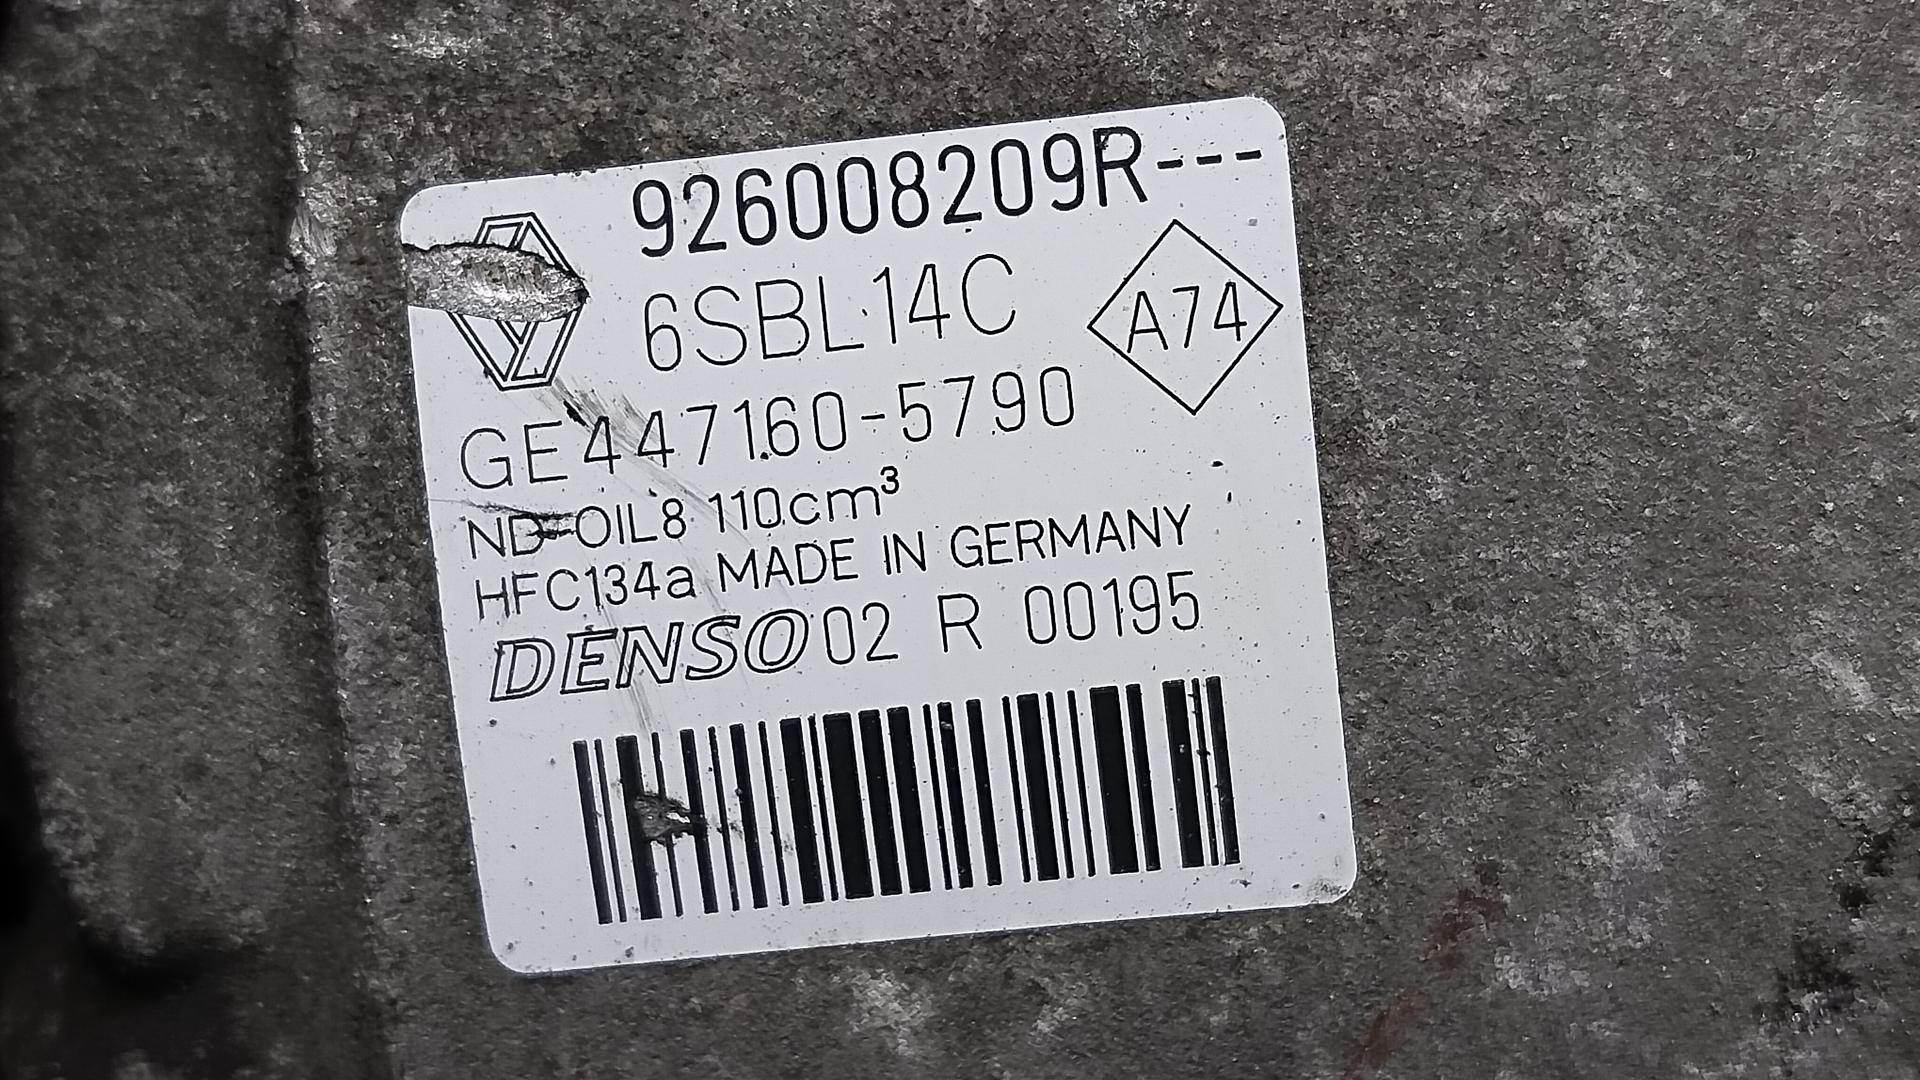 926008209R---
6SBL14C
A74
GE447160-5790
ND-OIL8 110cm³
HFC134a MADE IN GERMANY
DENSO 02 R 00195